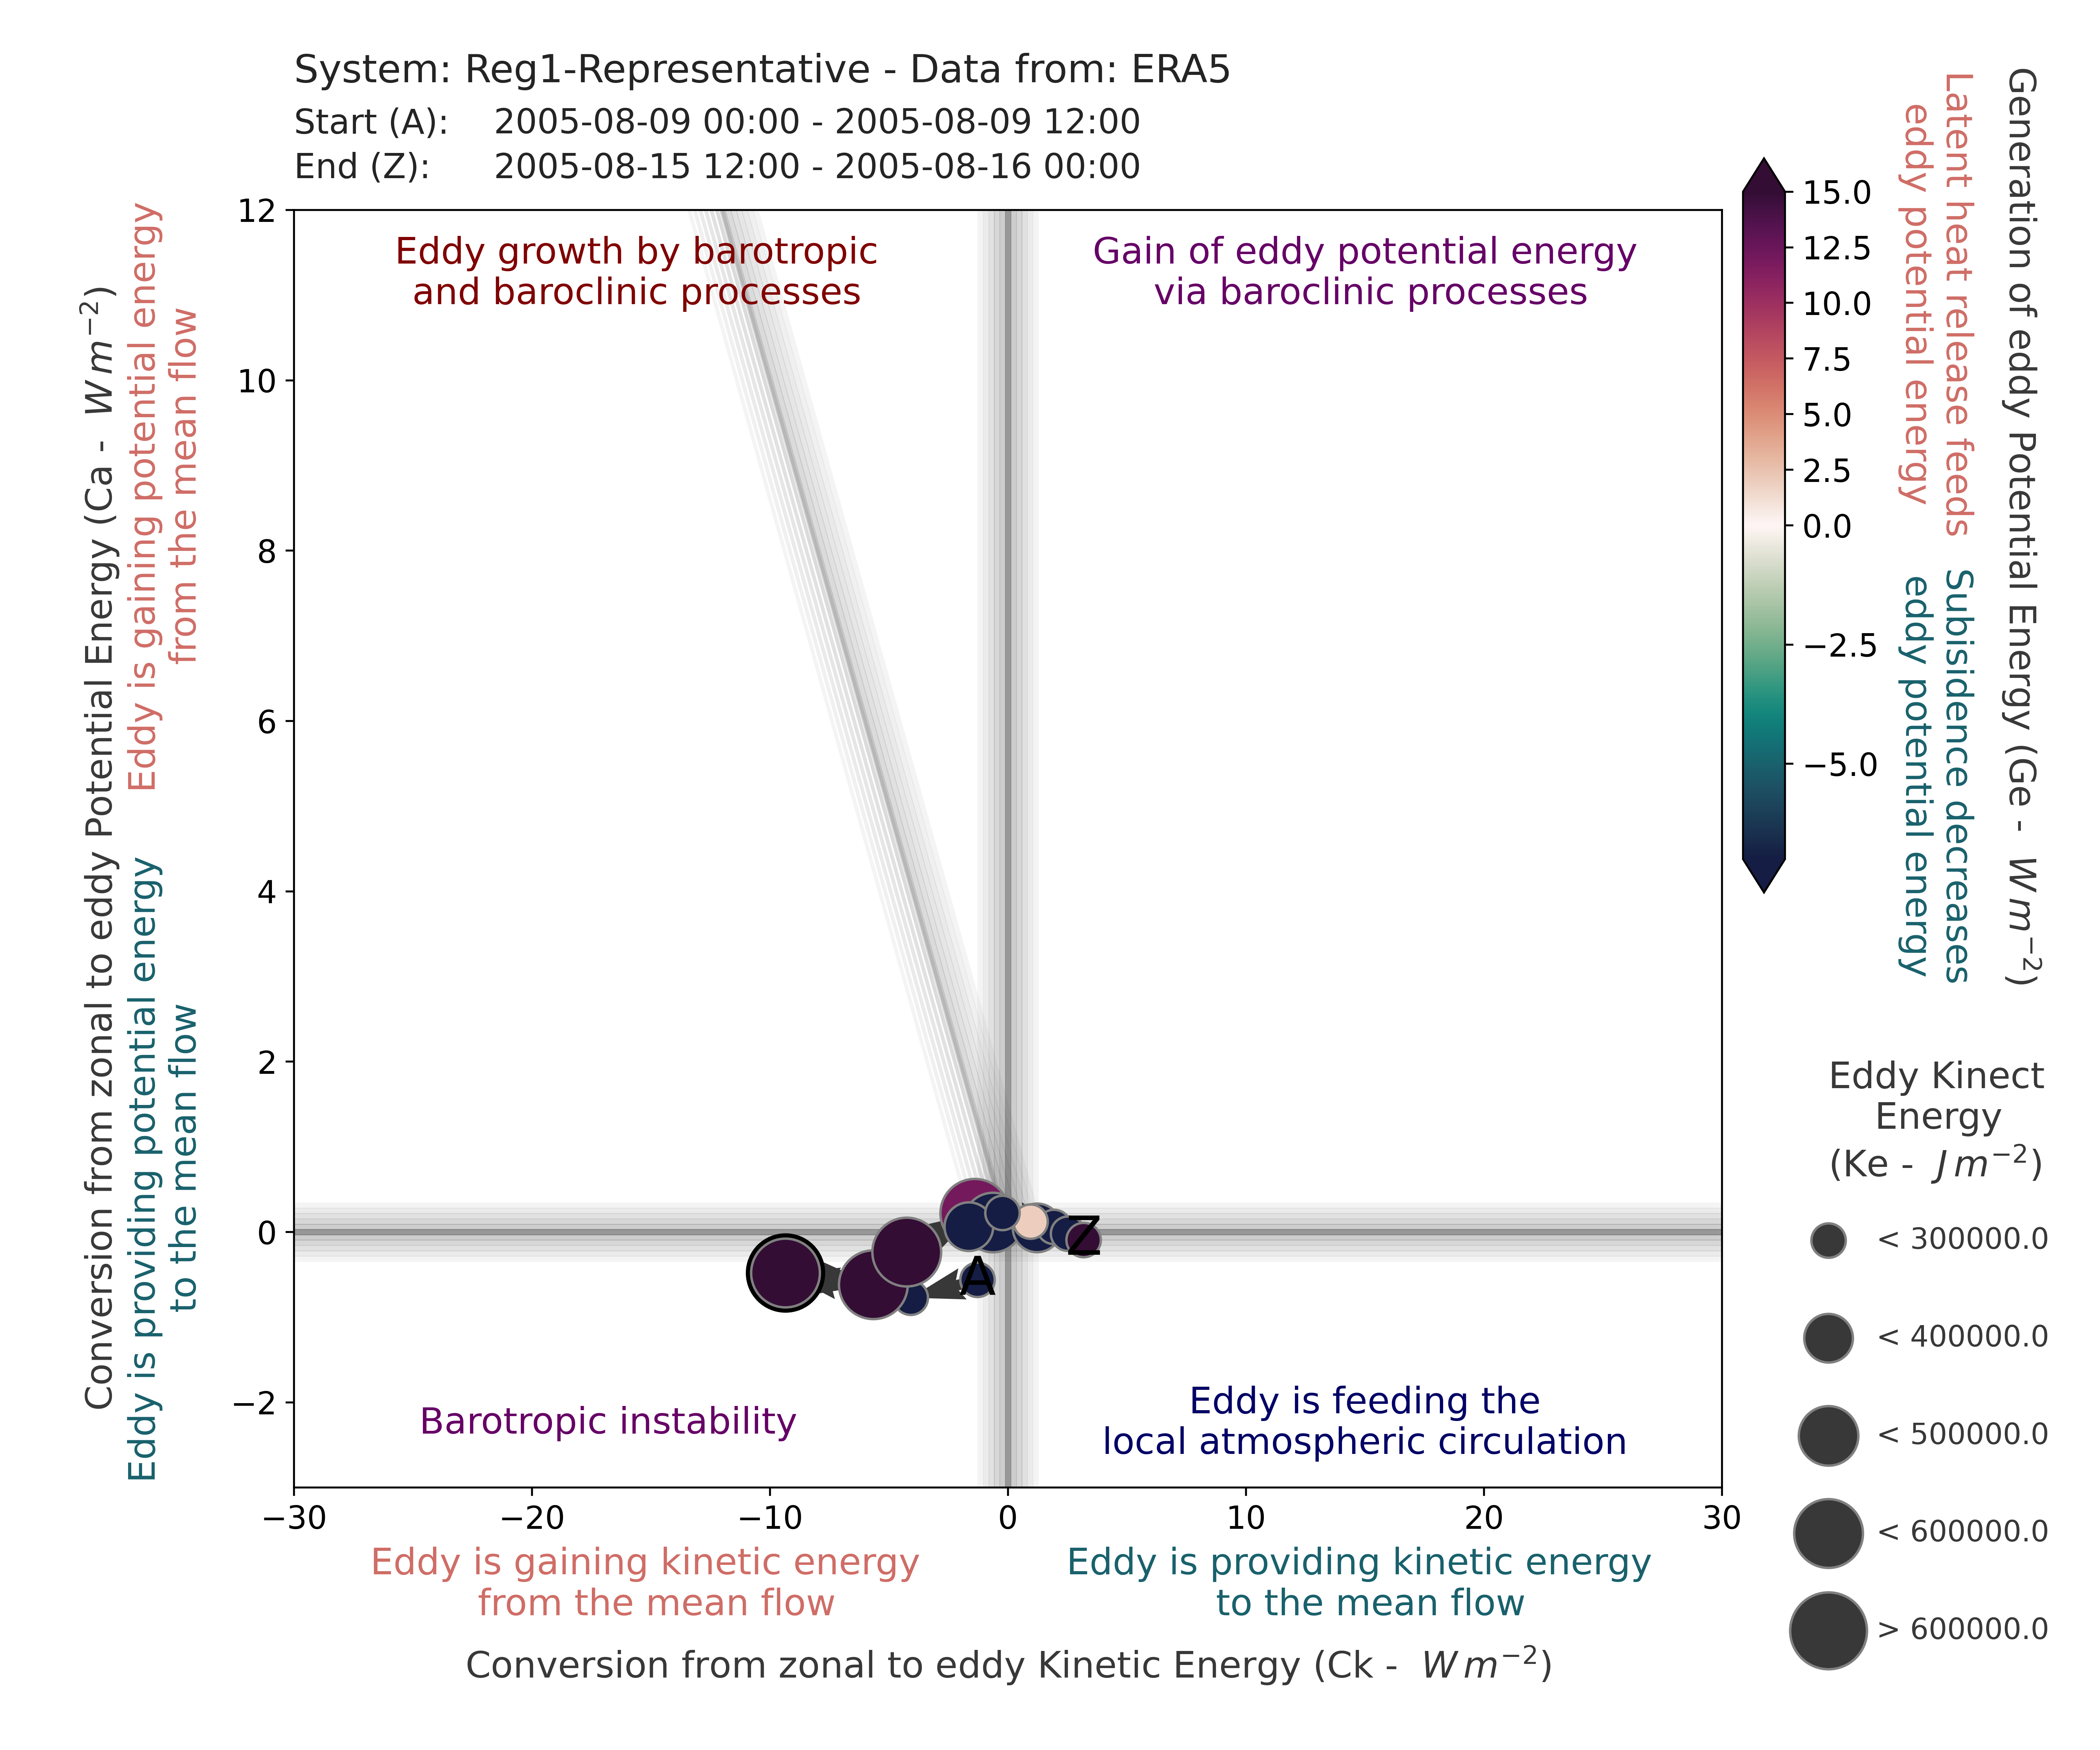 System: Reg1-Representative - Data from: ERA5
Start (A): 2005-08-09 00:00 - 2005-08-09 12:00
End (Z): 2005-08-15 12:00 - 2005-08-16 00:00
Conversion from zonal to eddy Potential Energy (Ca - W m⁻²)
Eddy is gaining potential energy
from the mean flow
Eddy is providing potential energy
to the mean flow
12
10
8
6
4
2
0
−2
Eddy growth by barotropic
and baroclinic processes
Gain of eddy potential energy
via baroclinic processes
A
Z
Barotropic instability
Eddy is feeding the
local atmospheric circulation
−30
−20
−10
0
10
20
30
Eddy is gaining kinetic energy
from the mean flow
Eddy is providing kinetic energy
to the mean flow
Conversion from zonal to eddy Kinetic Energy (Ck - W m⁻²)
15.0
12.5
10.0
7.5
5.0
2.5
0.0
−2.5
−5.0
Latent heat release feeds
eddy potential energy
Subisidence decreases
eddy potential energy
Generation of eddy Potential Energy (Ge - W m⁻²)
Eddy Kinect
Energy
(Ke - J m⁻²)
< 300000.0
< 400000.0
< 500000.0
< 600000.0
> 600000.0